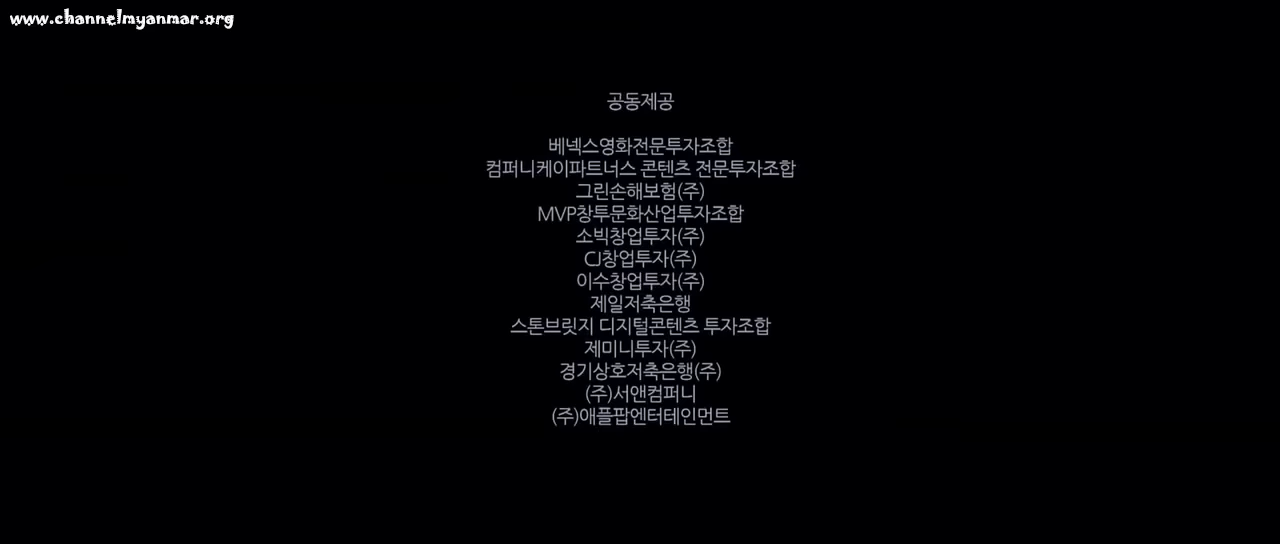 www.channelmyanmar.org
공동제공
베넥스영화전문투자조합
컴퍼니케이파트너스 콘텐츠 전문투자조합
그린손해보험(주)
MVP창투문화산업투자조합
소빅창업투자(주)
CJ창업투자(주)
이수창업투자(주)
제일저축은행
스톤브릿지 디지털콘텐츠 투자조합
제미니투자(주)
경기상호저축은행(주)
(주)서앤컴퍼니
(주)애플팝엔터테인먼트